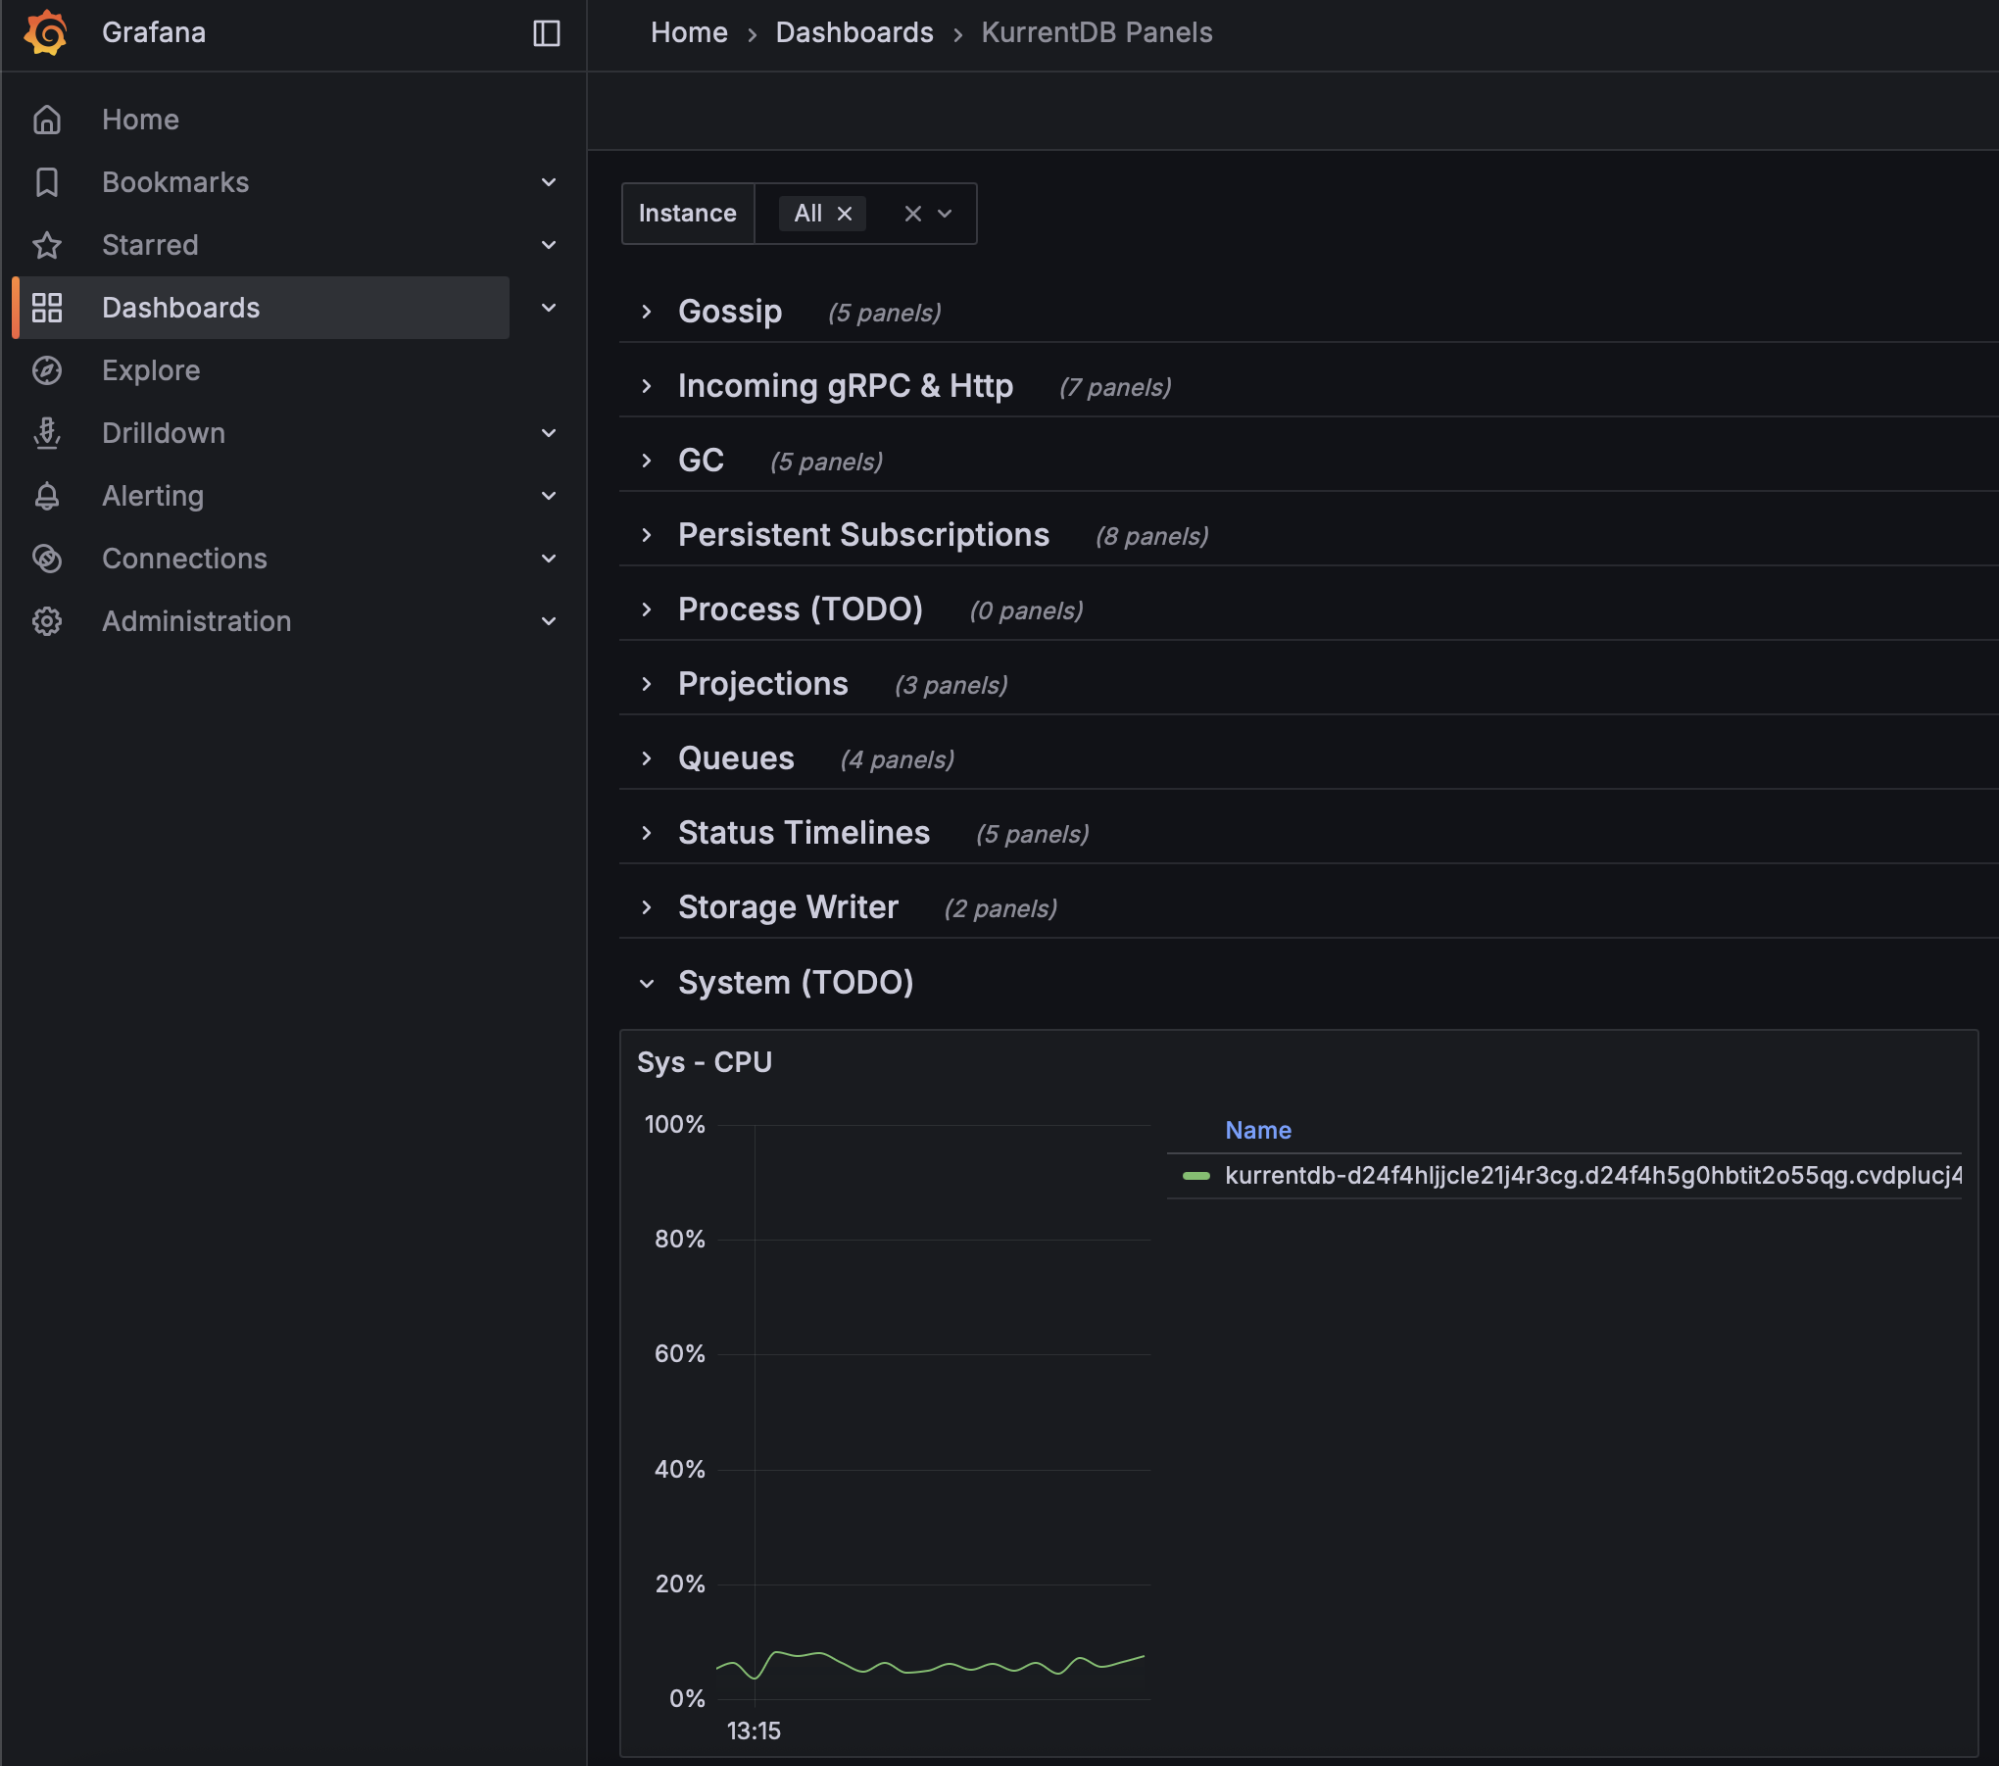 Grafana
Home
Bookmarks
Starred
Dashboards
Explore
Drilldown
Alerting
Connections
Administration
Home › Dashboards › KurrentDB Panels
Instance All
Gossip (5 panels)
Incoming gRPC & Http (7 panels)
GC (5 panels)
Persistent Subscriptions (8 panels)
Process (TODO) (0 panels)
Projections (3 panels)
Queues (4 panels)
Status Timelines (5 panels)
Storage Writer (2 panels)
System (TODO)
Sys - CPU
100%
80%
60%
40%
20%
0%
13:15
Name
kurrentdb-d24f4hljjcle21j4r3cg.d24f4h5g0hbtit2o55qg.cvdplucj4